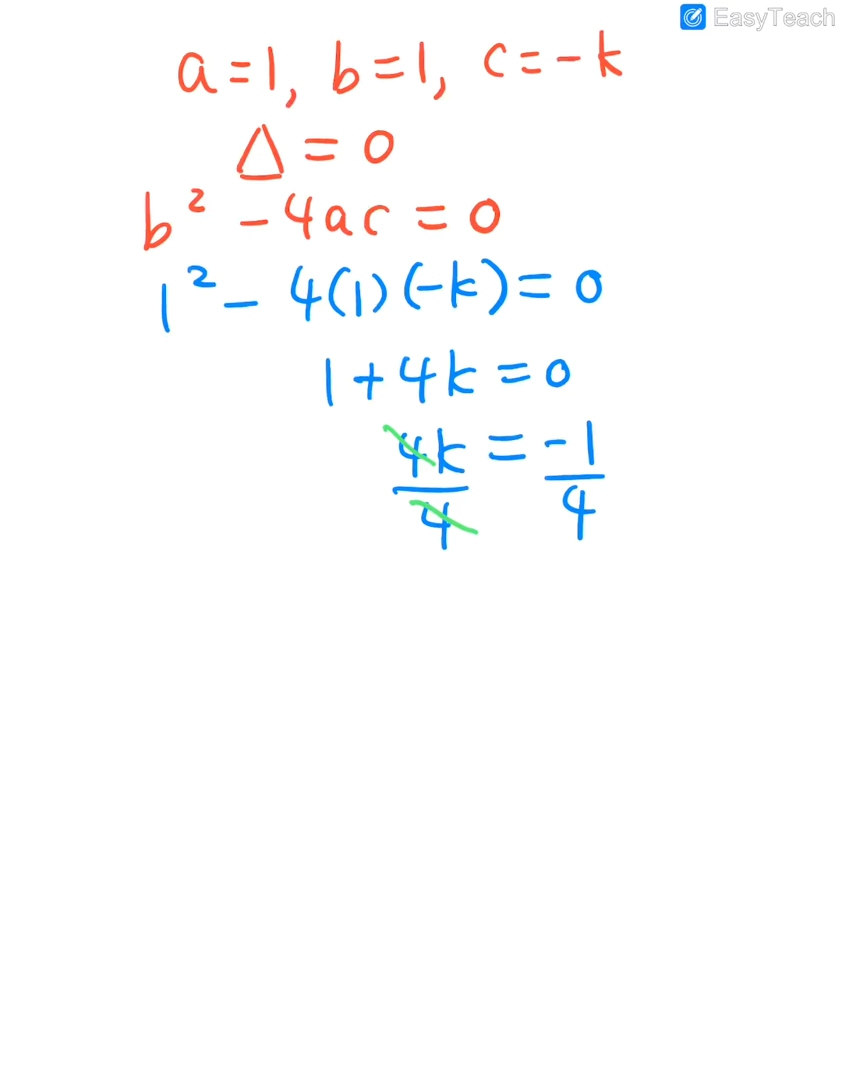 EasyTeach
a = 1, b = 1, c = -k
Δ = 0
b² - 4ac = 0
1² - 4(1)(-k) = 0
1 + 4k = 0
4k/4 = -1/4